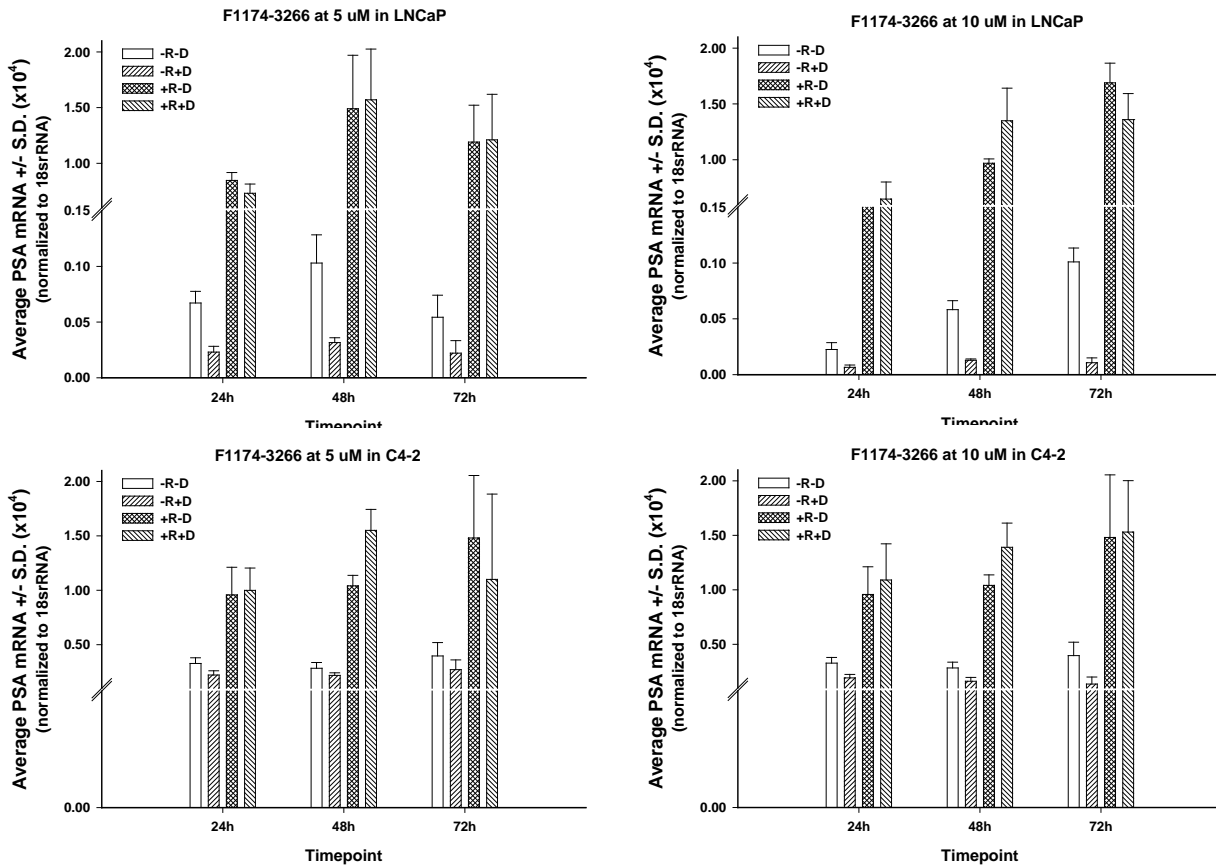 F1174-3266 at 5 uM in LNCaP
Average PSA mRNA +/- S.D. (x10⁴)
(normalized to 18srRNA)
2.00
1.50
1.00
0.15
0.10
0.05
0.00
-R-D
-R+D
+R-D
+R+D
24h
48h
72h
Timepoint
F1174-3266 at 10 uM in LNCaP
Average PSA mRNA +/- S.D. (x10⁴)
(normalized to 18srRNA)
2.00
1.50
1.00
0.15
0.10
0.05
0.00
-R-D
-R+D
+R-D
+R+D
24h
48h
72h
Timepoint
F1174-3266 at 5 uM in C4-2
Average PSA mRNA +/- S.D. (x10⁴)
(normalized to 18srRNA)
2.00
1.50
1.00
0.50
0.00
-R-D
-R+D
+R-D
+R+D
24h
48h
72h
Timepoint
F1174-3266 at 10 uM in C4-2
Average PSA mRNA +/- S.D. (x10⁴)
(normalized to 18srRNA)
2.00
1.50
1.00
0.50
0.00
-R-D
-R+D
+R-D
+R+D
24h
48h
72h
Timepoint